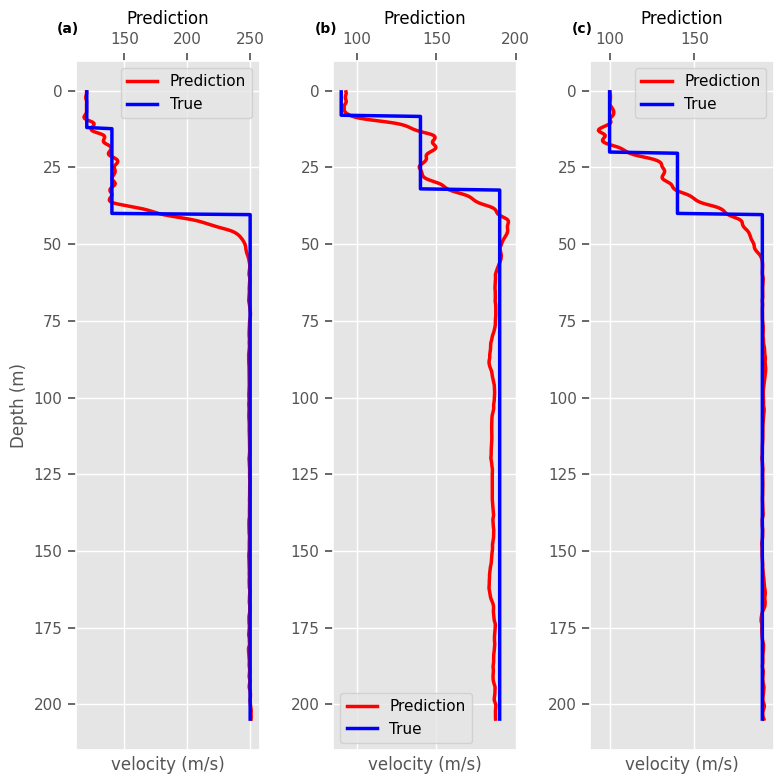 (a) Prediction
150 200 250
Prediction
True
0
25
50
75
100
125
150
175
200
Depth (m)
velocity (m/s)
(b) Prediction
100 150 200
0
25
50
75
100
125
150
175
200
Prediction
True
velocity (m/s)
(c) Prediction
100 150
Prediction
True
0
25
50
75
100
125
150
175
200
velocity (m/s)